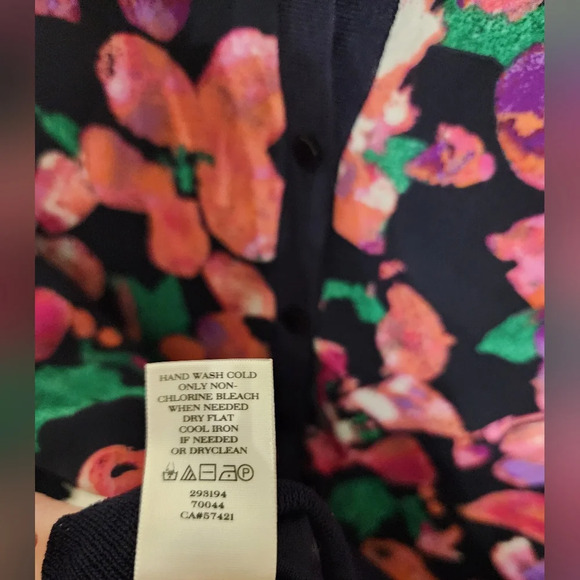 HAND WASH COLD
ONLY NON-
CHLORINE BLEACH
WHEN NEEDED
DRY FLAT
COOL IRON
IF NEEDED
OR DRYCLEAN
293194
70044
CA#57421